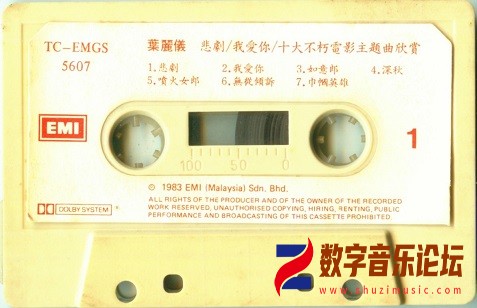 TC-EMGS 葉麗儀 悲劇/我愛你/十大不朽電影主題曲欣賞
5607
1.悲劇 2.我愛你 3.如意郎 4.深秋
5.噴火女郎 6.無從傾訴 7.巾幗英雄
EMI
1
100 50 0
© 1983 EMI (Malaysia) Sdn. Bhd.
ALL RIGHTS OF THE PRODUCER AND OF THE OWNER OF THE RECORDED
WORK RESERVED, UNAUTHORISED COPYING, HIRING, RENTING, PUBLIC
PERFORMANCE AND BROADCASTING OF THIS CASSETTE PROHIBITED.
DOLBY SYSTEM
数字音乐论坛
www.shuzimusic.com